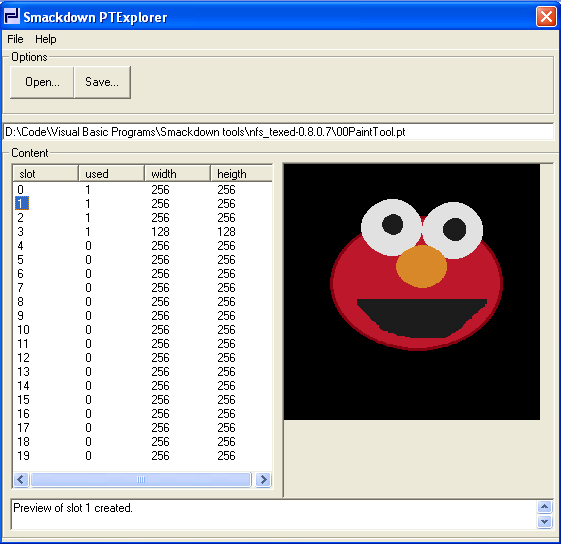 Smackdown PTExplorer
File Help
Options
Open... Save...
D:\Code\Visual Basic Programs\Smackdown tools\nfs_texed-0.8.0.7\00PaintTool.pt
Content
slot used width heigth
0 1 256 256
1 1 256 256
2 1 256 256
3 1 128 128
4 0 256 256
5 0 256 256
6 0 256 256
7 0 256 256
8 0 256 256
9 0 256 256
10 0 256 256
11 0 256 256
12 0 256 256
13 0 256 256
14 0 256 256
15 0 256 256
16 0 256 256
17 0 256 256
18 0 256 256
19 0 256 256
Preview of slot 1 created.